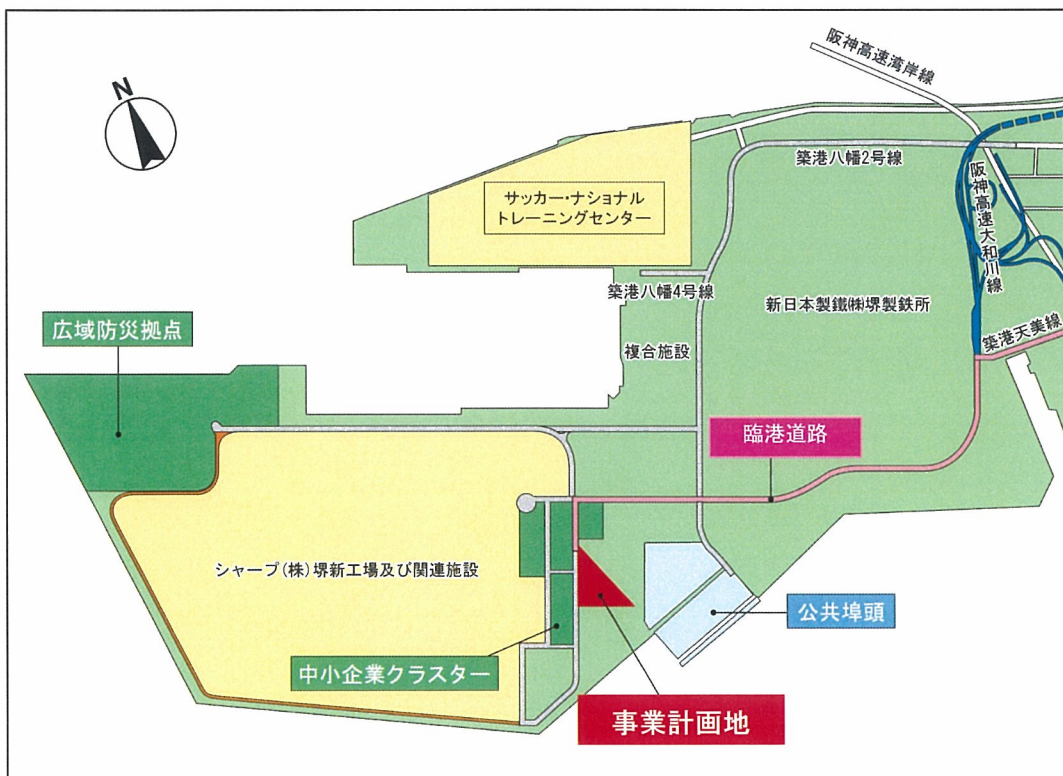 N
阪神高速湾岸線
築港八幡2号線
阪神高速大和川線
サッカー・ナショナル
トレーニングセンター
築港八幡4号線
新日本製鐵㈱堺製鉄所
広域防災拠点
複合施設
築港天美線
臨港道路
シャープ(株)堺新工場及び関連施設
公共埠頭
中小企業クラスター
事業計画地